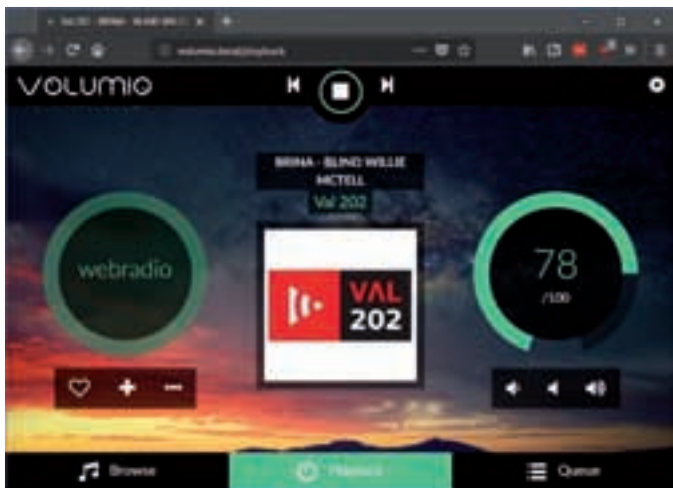 VOLUMIO
BRINA - BLIND WILLIE
MCTELL
Val 202
webradio
VAL
202
78
/100
Browse
Playback
Queue